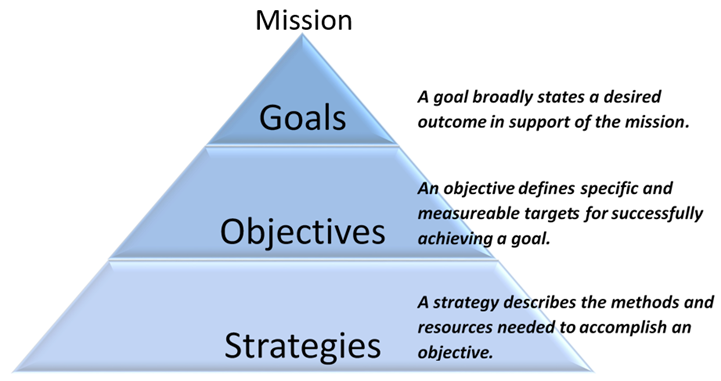 Mission
Goals
A goal broadly states a desired
outcome in support of the mission.
Objectives
An objective defines specific and
measureable targets for successfully
achieving a goal.
Strategies
A strategy describes the methods and
resources needed to accomplish an
objective.